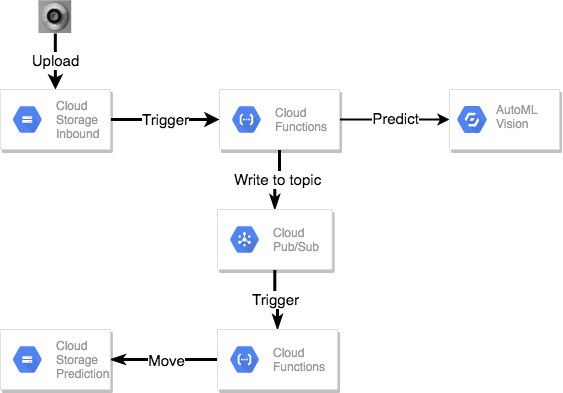 Upload
Cloud
Storage
Inbound
Trigger
Cloud
Functions
Predict
AutoML
Vision
Write to topic
Cloud
Pub/Sub
Trigger
Cloud
Storage
Prediction
Move
Cloud
Functions